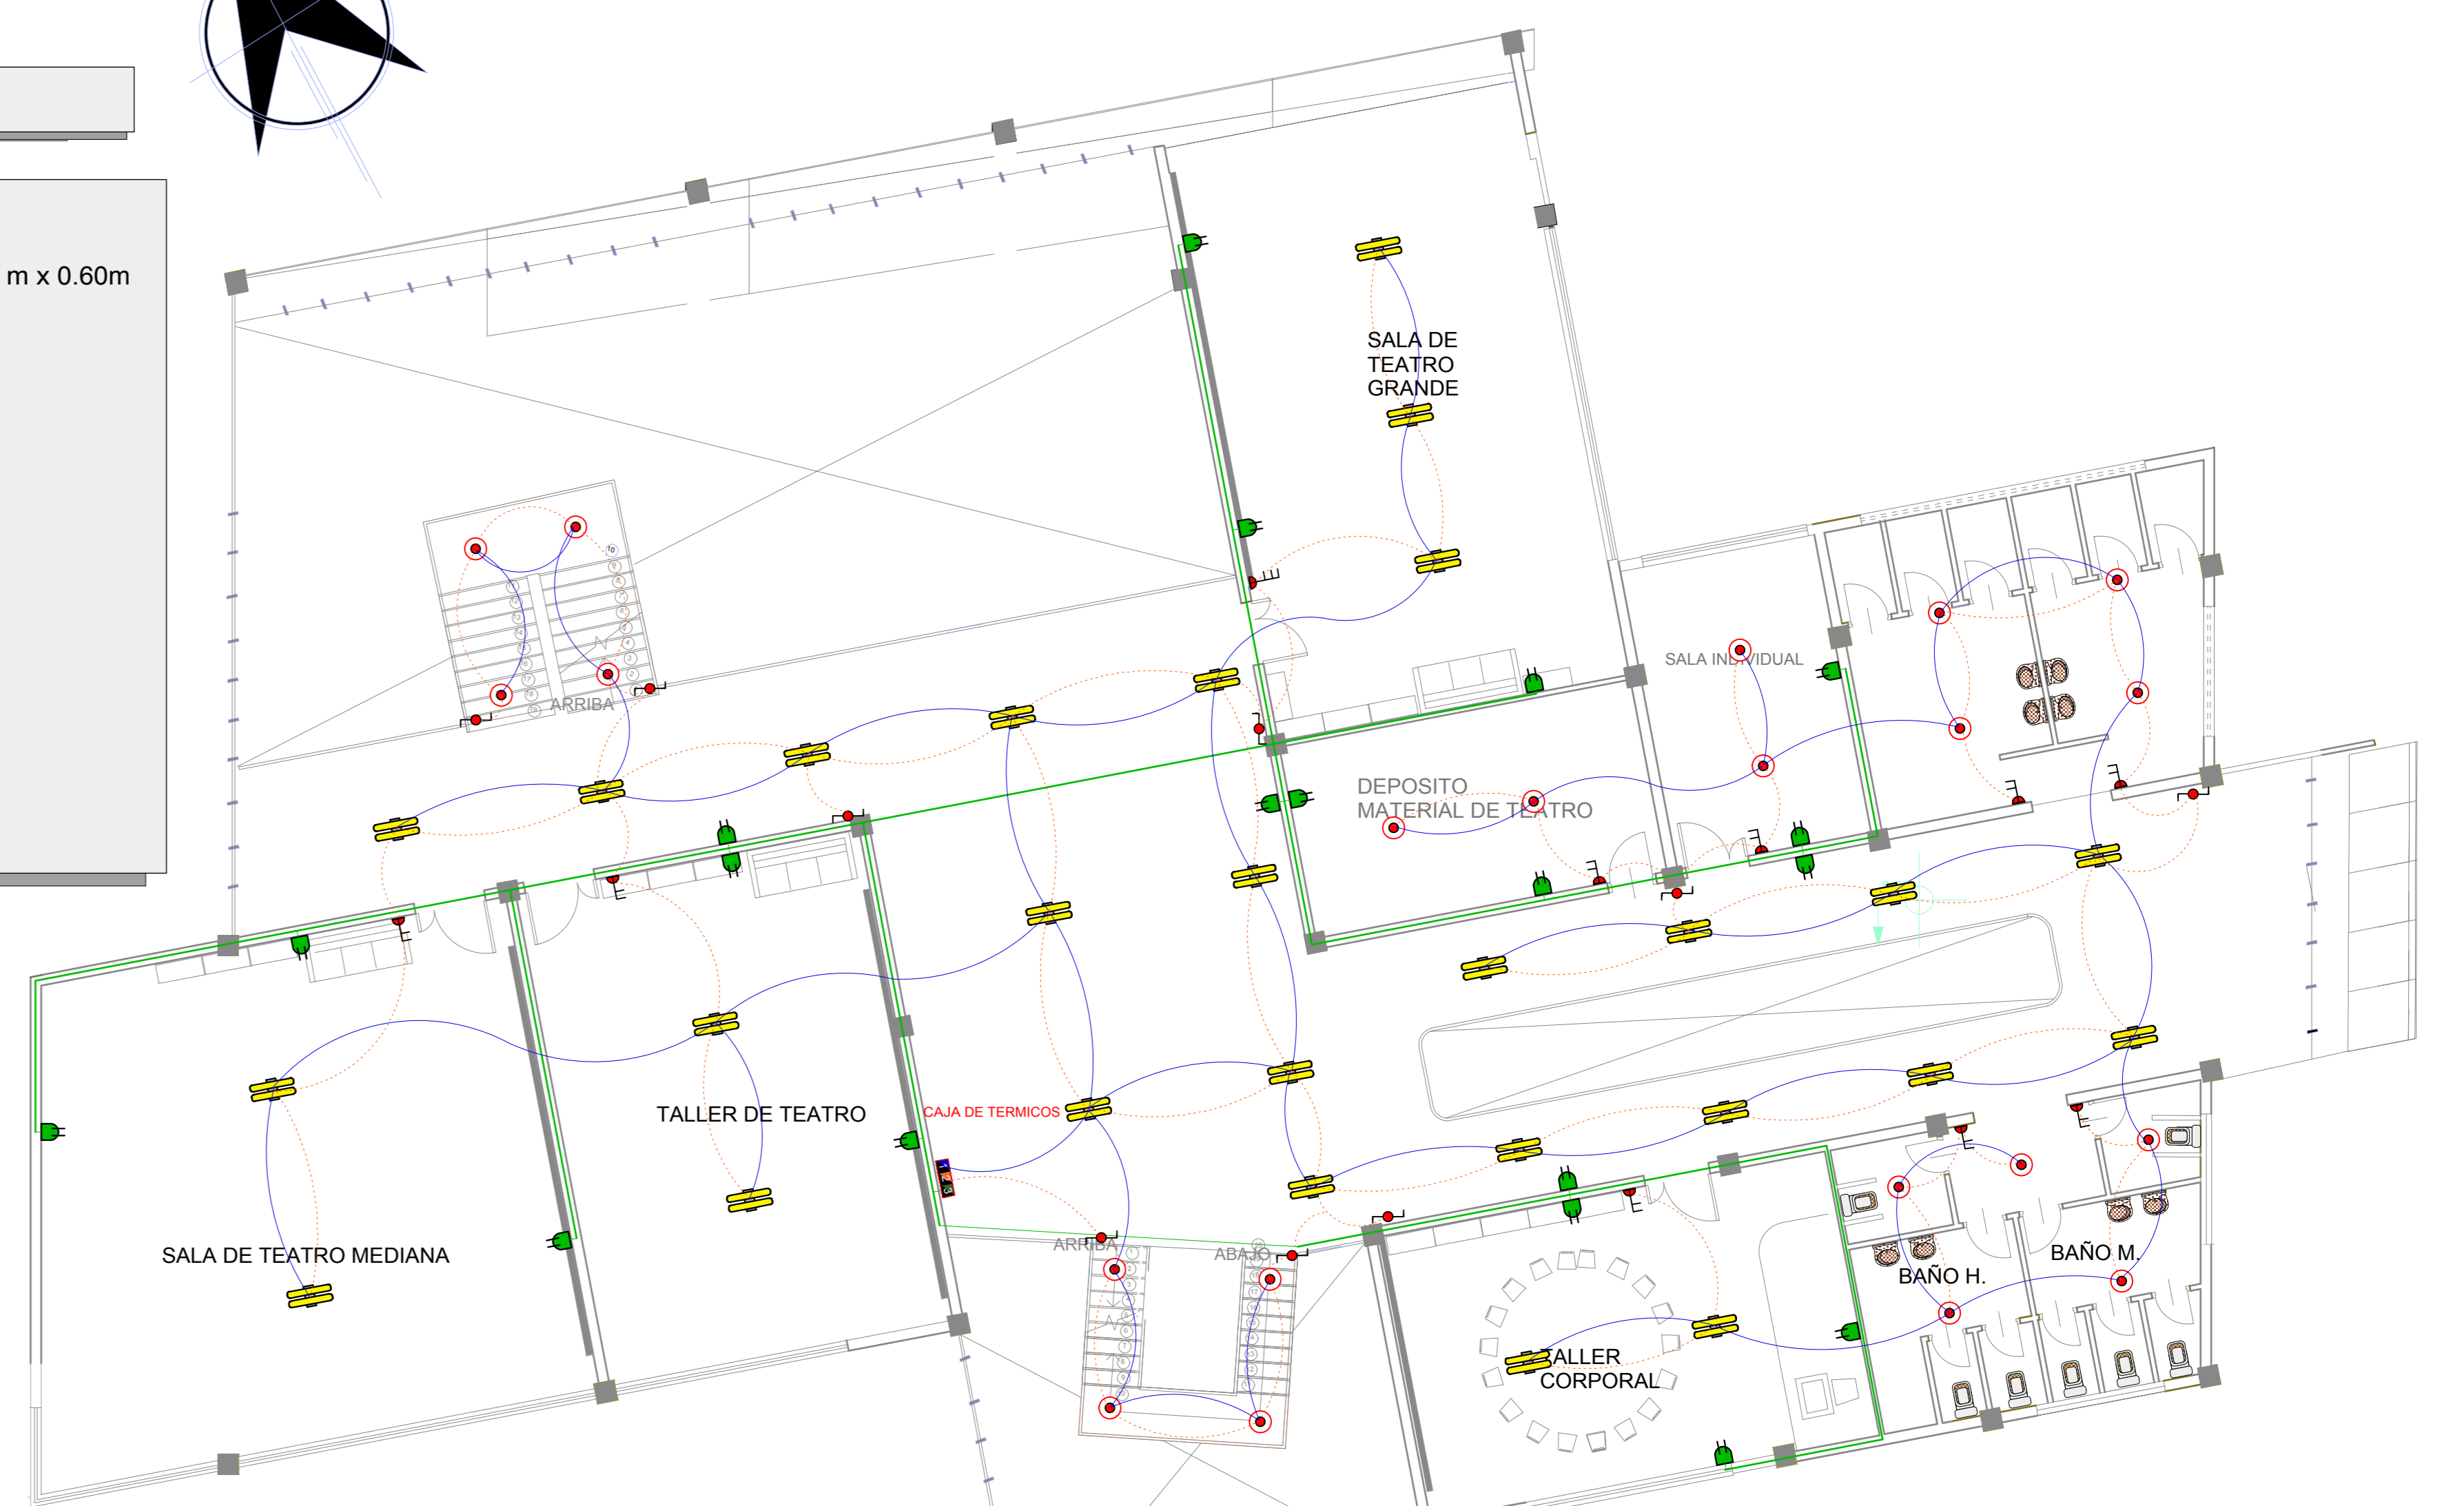 m x 0.60m
SALA DE
TEATRO
GRANDE
SALA INDIVIDUAL
ARRIBA
DEPOSITO
MATERIAL DE TEATRO
TALLER DE TEATRO
CAJA DE TERMICOS
SALA DE TEATRO MEDIANA
ARRIBA
ABAJO
BAÑO M.
BAÑO H.
TALLER
CORPORAL